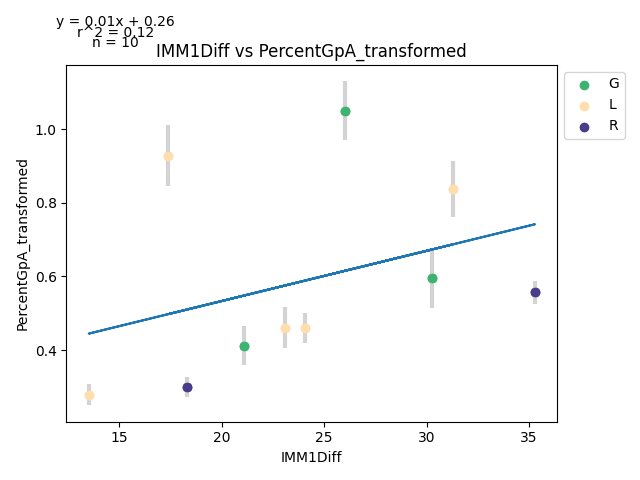 y = 0.01x + 0.26
r^2 = 0.12
n = 10
IMM1Diff vs PercentGpA_transformed
G
L
R
PercentGpA_transformed
1.0
0.8
0.6
0.4
15 20 25 30 35
IMM1Diff